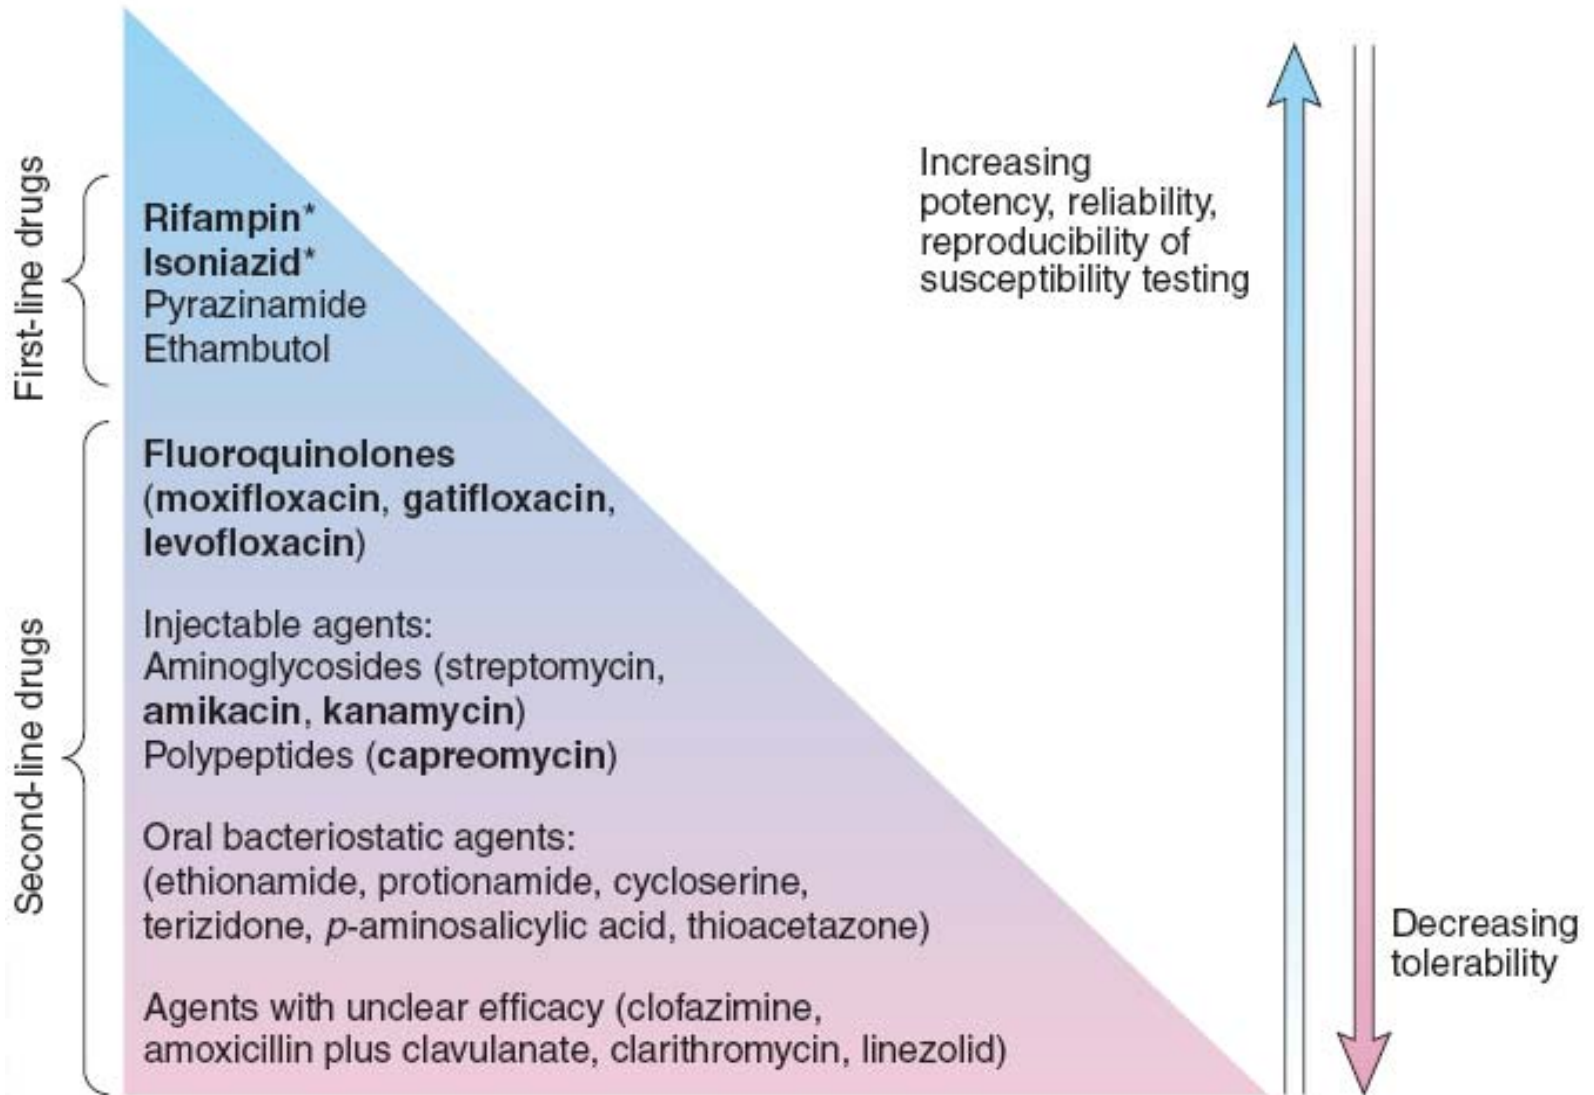 First-line drugs
Rifampin*
Isoniazid*
Pyrazinamide
Ethambutol
Second-line drugs
Fluoroquinolones
(moxifloxacin, gatifloxacin,
levofloxacin)
Injectable agents:
Aminoglycosides (streptomycin,
amikacin, kanamycin)
Polypeptides (capreomycin)
Oral bacteriostatic agents:
(ethionamide, protionamide, cycloserine,
terizidone, p-aminosalicylic acid, thioacetazone)
Agents with unclear efficacy (clofazimine,
amoxicillin plus clavulanate, clarithromycin, linezolid)
Increasing
potency, reliability,
reproducibility of
susceptibility testing
Decreasing
tolerability